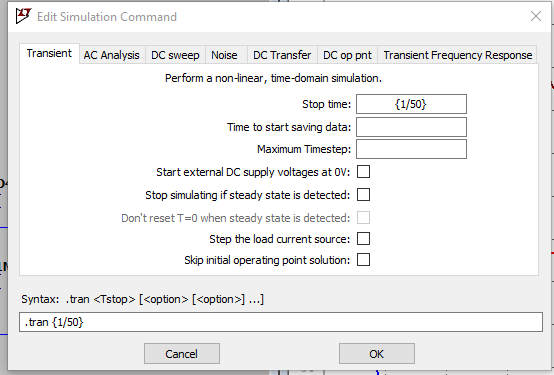 Edit Simulation Command
Transient AC Analysis DC sweep Noise DC Transfer DC op pnt Transient Frequency Response
Perform a non-linear, time-domain simulation.
Stop time: {1/50}
Time to start saving data:
Maximum Timestep:
Start external DC supply voltages at 0V:
Stop simulating if steady state is detected:
Don't reset T=0 when steady state is detected:
Step the load current source:
Skip initial operating point solution:
Syntax: .tran <Tstop> [<option> [<option>] ...]
.tran {1/50}
Cancel OK